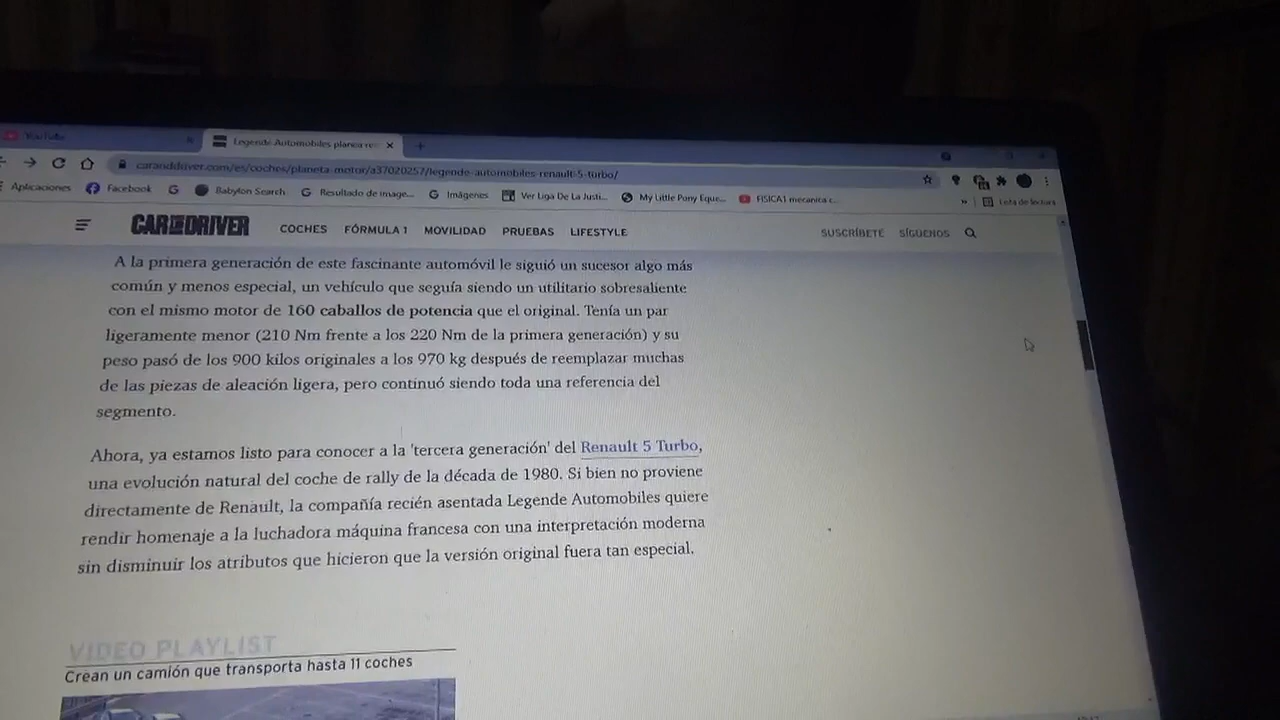 YouTube
Legende Automobiles planea re
caranddriver.com/es/coches/planeta-motor/a37020257/legende-automobiles-renault-5-turbo/
Aplicaciones Facebook Babylon Search Resultado de image... Imágenes Ver Liga De La Justi... My Little Pony Eque... FISICA1 mecanica c... » Lista de lectura
CAR AND DRIVER COCHES FÓRMULA 1 MOVILIDAD PRUEBAS LIFESTYLE SUSCRÍBETE SÍGUENOS
A la primera generación de este fascinante automóvil le siguió un sucesor algo más
común y menos especial, un vehículo que seguía siendo un utilitario sobresaliente
con el mismo motor de 160 caballos de potencia que el original. Tenía un par
ligeramente menor (210 Nm frente a los 220 Nm de la primera generación) y su
peso pasó de los 900 kilos originales a los 970 kg después de reemplazar muchas
de las piezas de aleación ligera, pero continuó siendo toda una referencia del
segmento.
Ahora, ya estamos listo para conocer a la 'tercera generación' del Renault 5 Turbo,
una evolución natural del coche de rally de la década de 1980. Si bien no proviene
directamente de Renault, la compañía recién asentada Legende Automobiles quiere
rendir homenaje a la luchadora máquina francesa con una interpretación moderna
sin disminuir los atributos que hicieron que la versión original fuera tan especial.
VIDEO PLAYLIST
Crean un camión que transporta hasta 11 coches